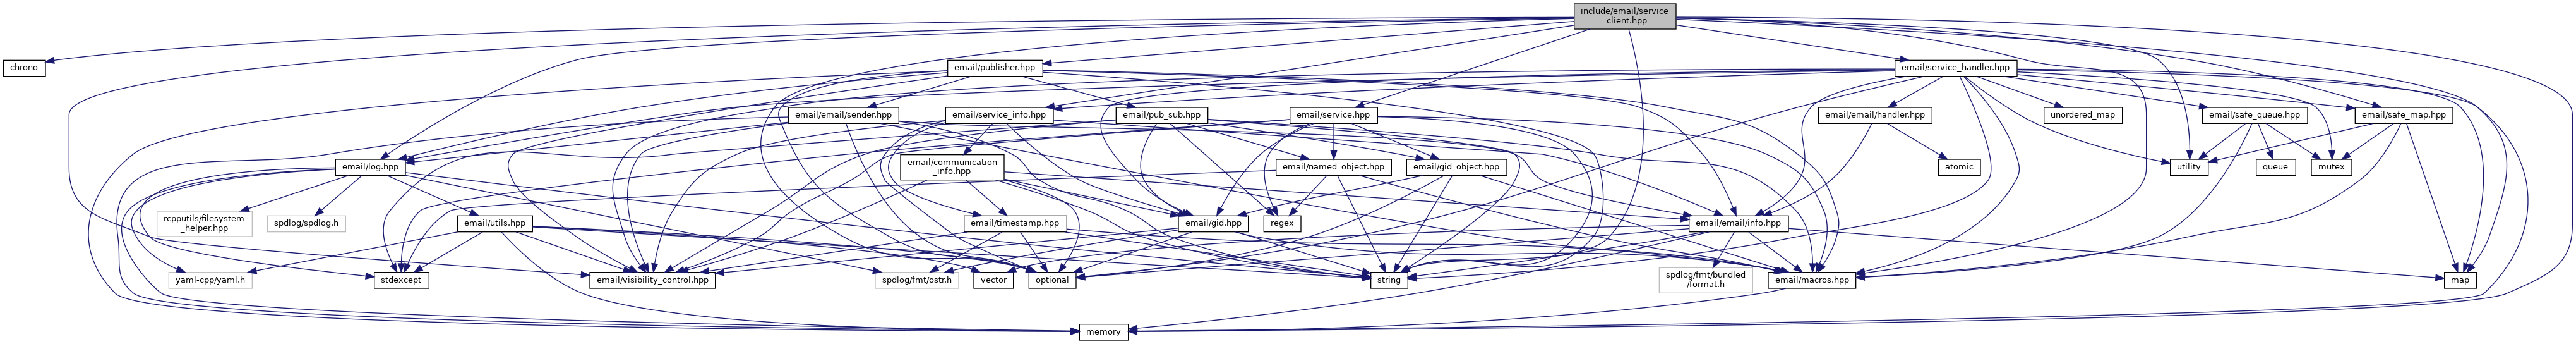 include/email/service
_client.hpp
chrono
email/publisher.hpp
email/service_handler.hpp
email/email/sender.hpp
email/service_info.hpp
email/pub_sub.hpp
email/service.hpp
email/email/handler.hpp
unordered_map
email/safe_queue.hpp
email/safe_map.hpp
email/log.hpp
email/communication
_info.hpp
email/named_object.hpp
email/gid_object.hpp
atomic
utility
queue
mutex
rcpputils/filesystem
_helper.hpp
spdlog/spdlog.h
email/utils.hpp
email/timestamp.hpp
email/gid.hpp
regex
email/email/info.hpp
yaml-cpp/yaml.h
stdexcept
email/visibility_control.hpp
spdlog/fmt/ostr.h
vector
optional
string
spdlog/fmt/bundled
/format.h
email/macros.hpp
map
memory